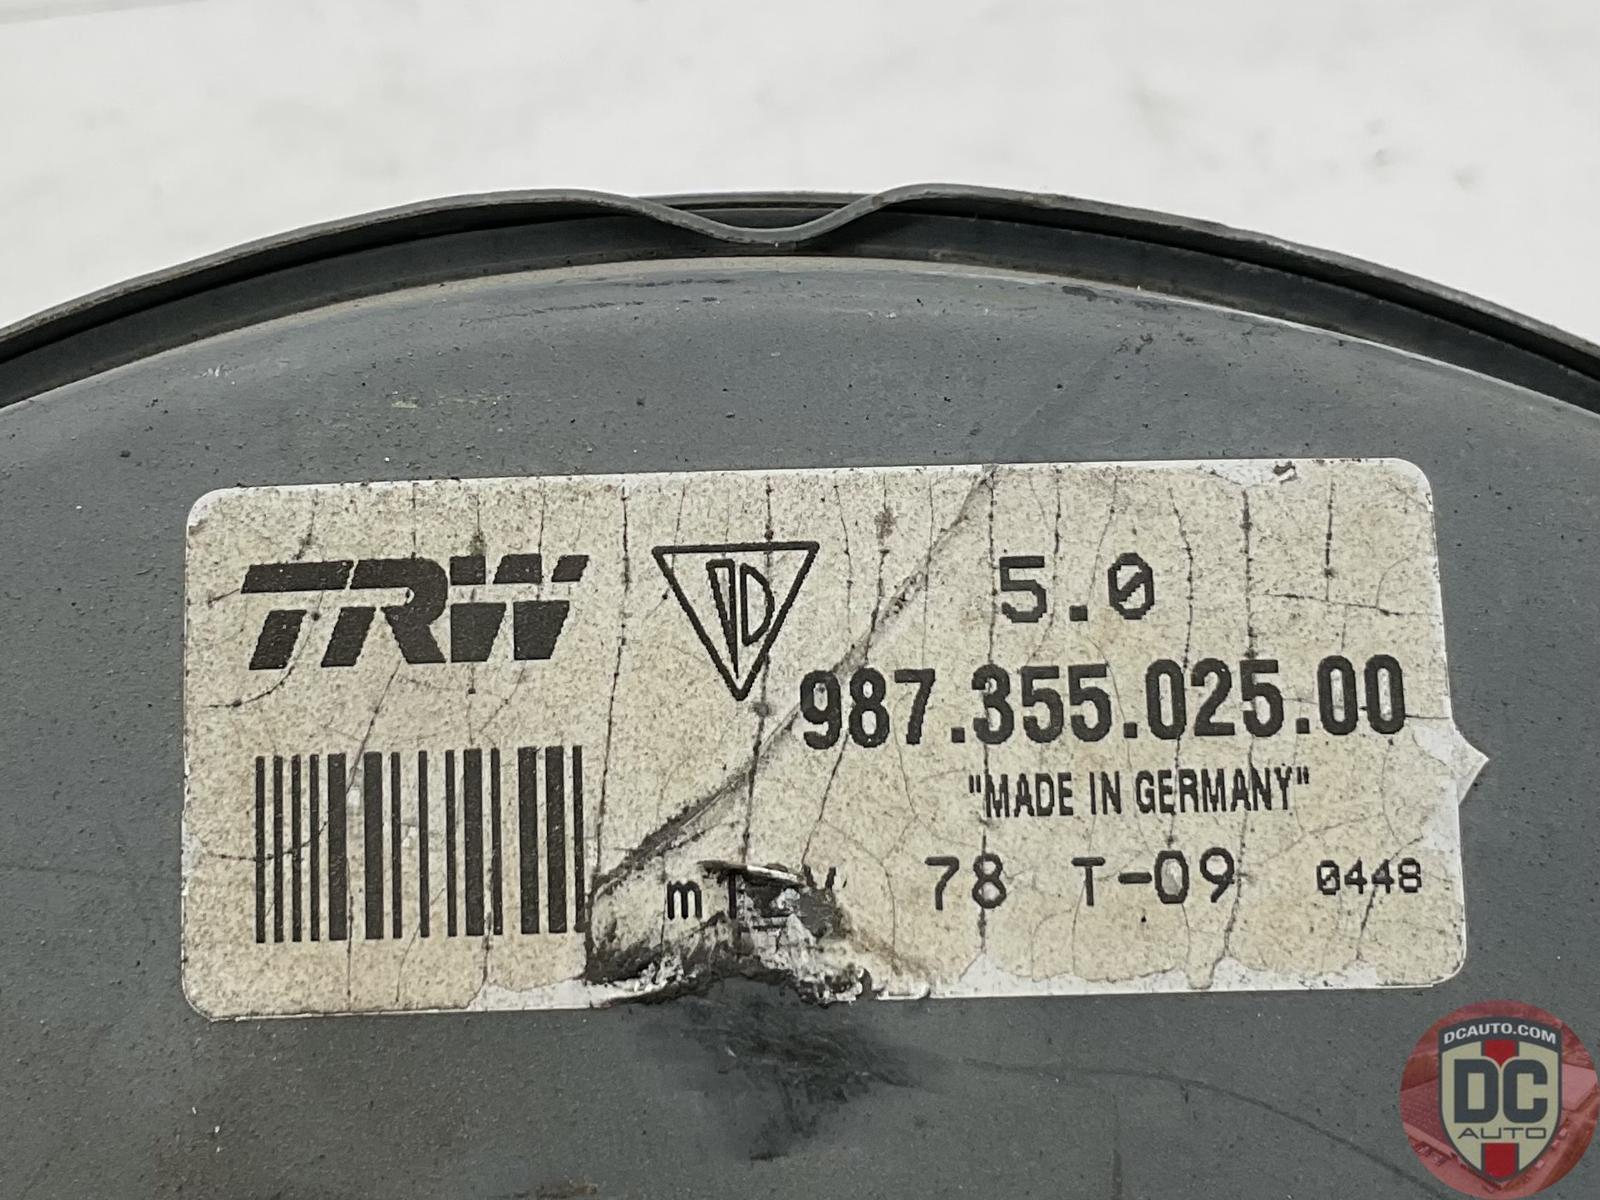 TRW 5.0
987.355.025.00
"MADE IN GERMANY"
78 T-09 0448
DCAUTO.COM
DC
AUTO